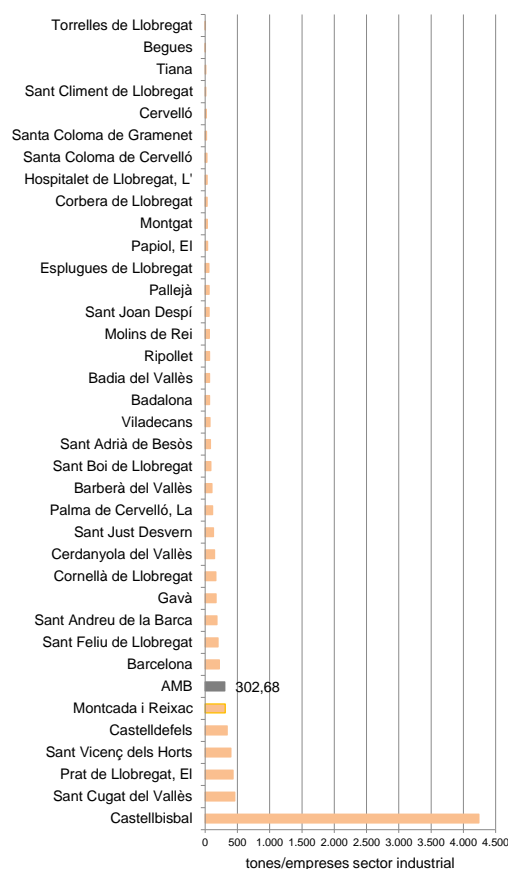 Torrelles de Llobregat
Begues
Tiana
Sant Climent de Llobregat
Cervelló
Santa Coloma de Gramenet
Santa Coloma de Cervelló
Hospitalet de Llobregat, L'
Corbera de Llobregat
Montgat
Papiol, El
Esplugues de Llobregat
Pallejà
Sant Joan Despí
Molins de Rei
Ripollet
Badia del Vallès
Badalona
Viladecans
Sant Adrià de Besòs
Sant Boi de Llobregat
Barberà del Vallès
Palma de Cervelló, La
Sant Just Desvern
Cerdanyola del Vallès
Cornellà de Llobregat
Gavà
Sant Andreu de la Barca
Sant Feliu de Llobregat
Barcelona
AMB 302,68
Montcada i Reixac
Castelldefels
Sant Vicenç dels Horts
Prat de Llobregat, El
Sant Cugat del Vallès
Castellbisbal
0 500 1.000 1.500 2.000 2.500 3.000 3.500 4.000 4.500
tones/empreses sector industrial